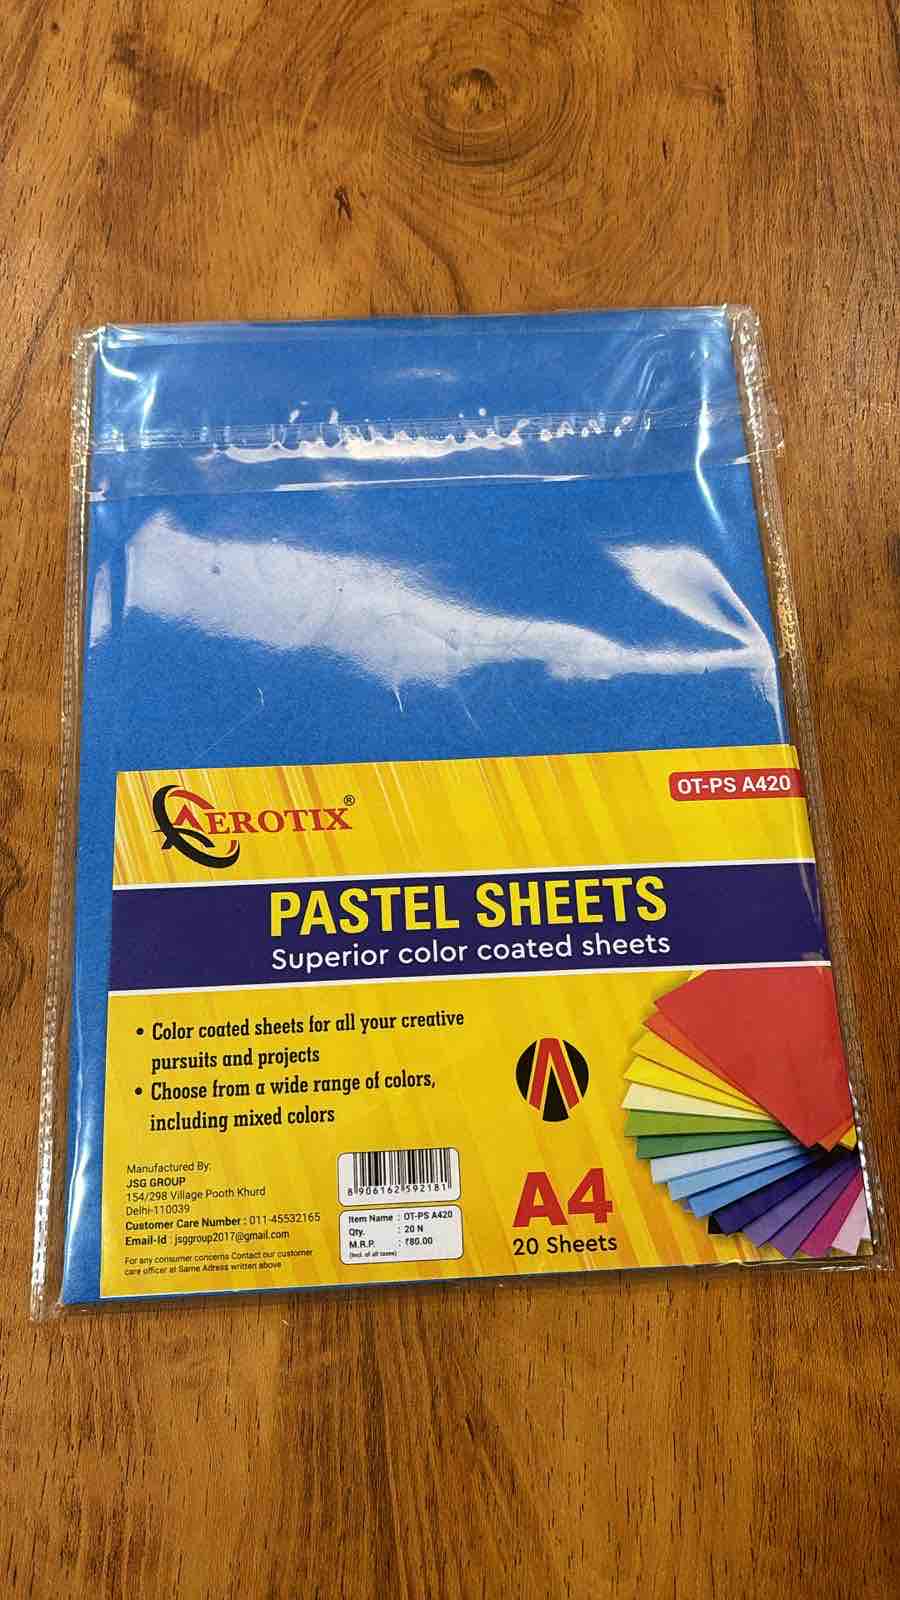 AEROTIX®
OT-PS A420
PASTEL SHEETS
Superior color coated sheets
• Color coated sheets for all your creative
pursuits and projects
• Choose from a wide range of colors,
including mixed colors
Manufactured By:
JSG GROUP
154/298 Village Pooth Khurd
Delhi-110039
Customer Care Number : 011-45532165
Email-Id : jsggroup2017@gmail.com
For any consumer concerns Contact our customer
care officer at Same Adress written above
8 906162 592181
Item Name : OT-PS A420
Qty. : 20 N
M.R.P. : ₹80.00
(Incl. of all taxes)
A4
20 Sheets